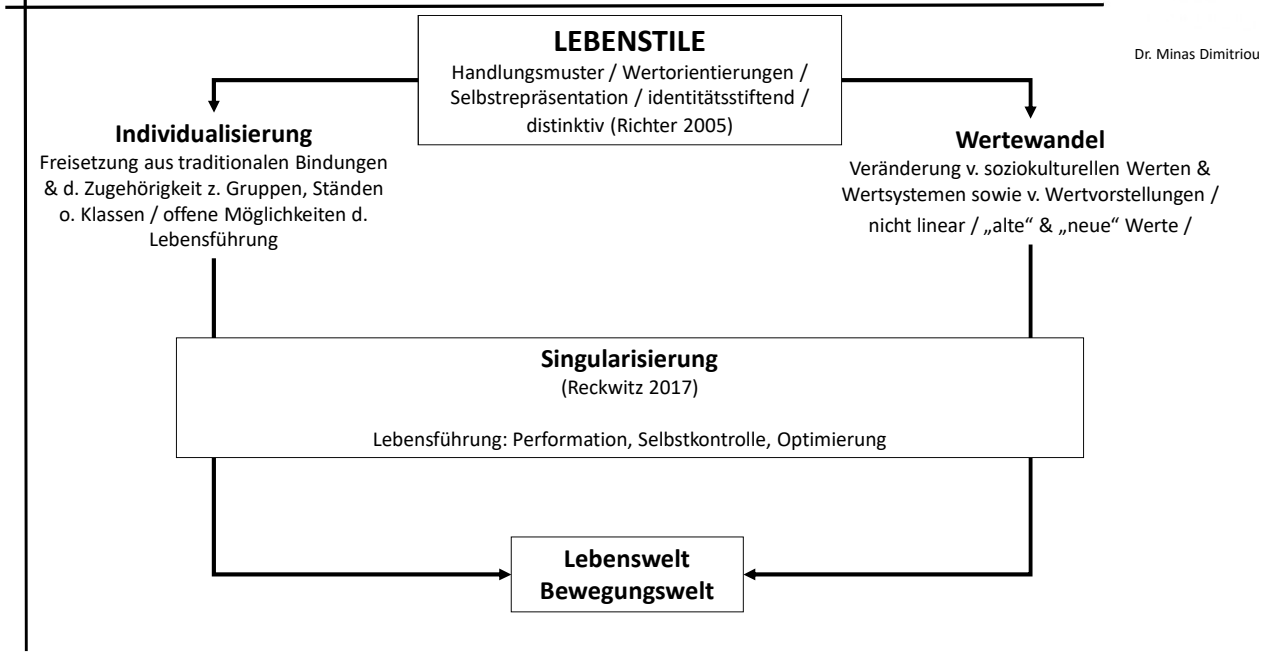 LEBENSTILE
Handlungsmuster / Wertorientierungen /
Selbstrepräsentation / identitätsstiftend /
distinktiv (Richter 2005)
Dr. Minas Dimitriou
Individualisierung
Freisetzung aus traditionalen Bindungen
& d. Zugehörigkeit z. Gruppen, Ständen
o. Klassen / offene Möglichkeiten d.
Lebensführung
Wertewandel
Veränderung v. soziokulturellen Werten &
Wertsystemen sowie v. Wertvorstellungen /
nicht linear / „alte“ & „neue“ Werte /
Singularisierung
(Reckwitz 2017)
Lebensführung: Performation, Selbstkontrolle, Optimierung
Lebenswelt
Bewegungswelt